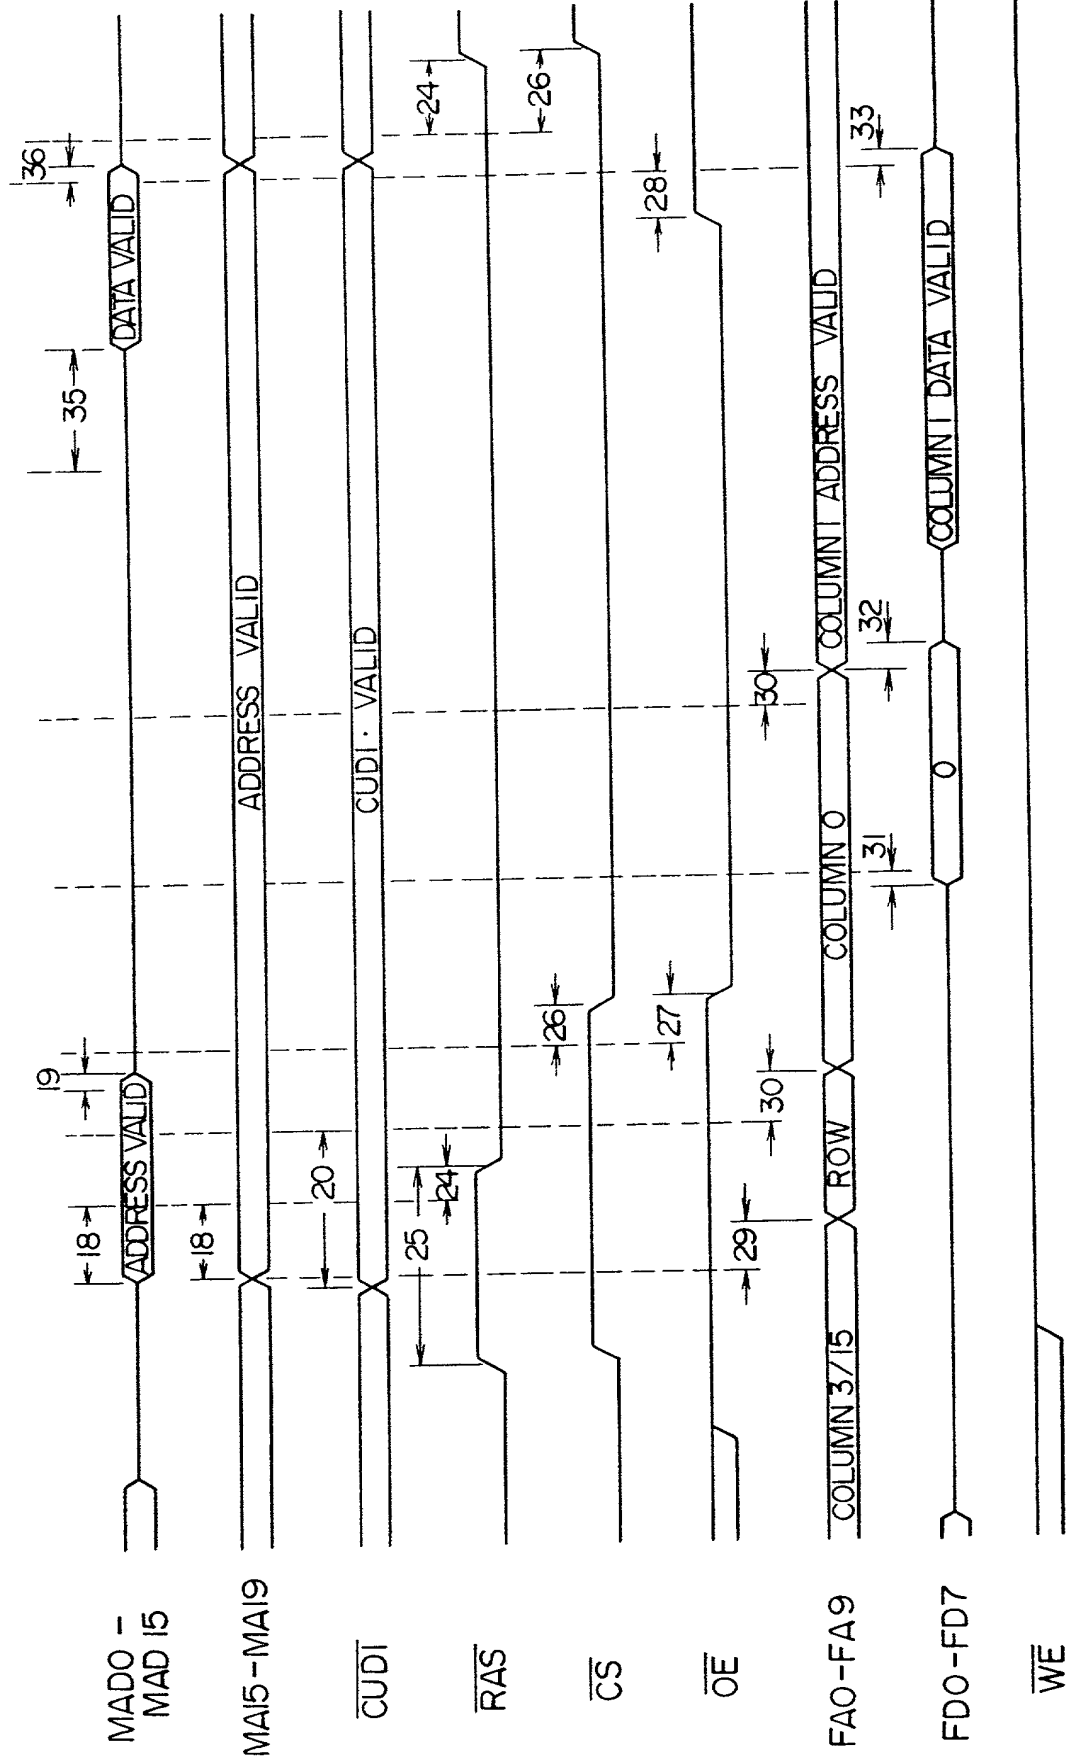 MAD0 -
MAD 15
18
ADDRESS VALID
19
35
DATA VALID
36
MA15-MA19
18
ADDRESS VALID
CUDI
20
CUDI · VALID
RAS
25
24
24
CS
26
26
OE
27
28
29
30
30
FA0-FA9
COLUMN 3/15
ROW
COLUMN 0
COLUMN 1 ADDRESS VALID
31
32
33
FD0-FD7
0
COLUMN 1 DATA VALID
WE